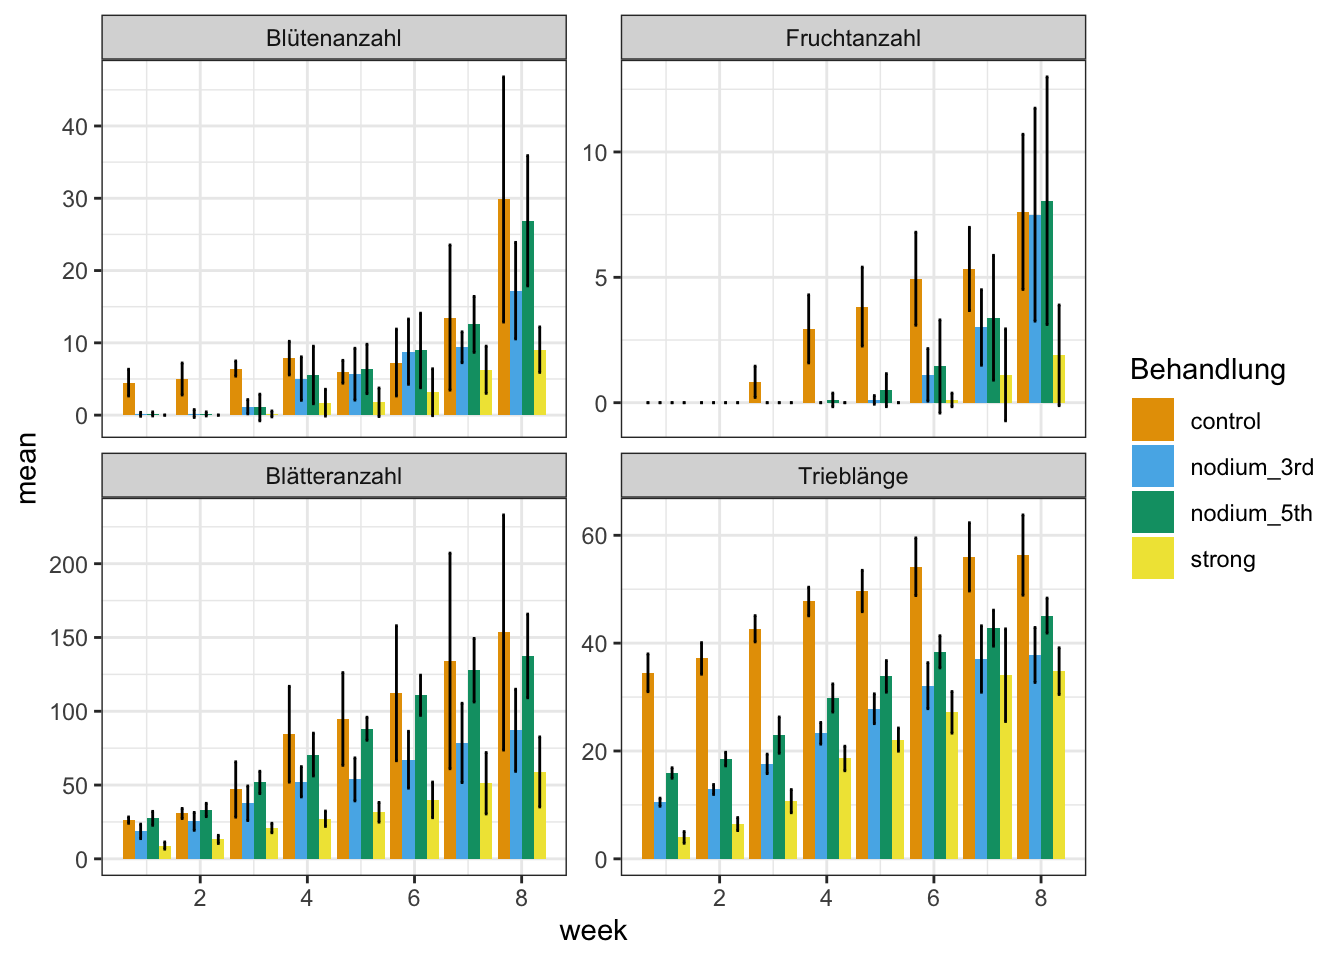 Blütenanzahl
Fruchtanzahl
40
30
20
10
0
10
5
0
Blätteranzahl
Trieblänge
200
150
100
50
0
60
40
20
0
2 4 6 8
2 4 6 8
week
mean
Behandlung
control
nodium_3rd
nodium_5th
strong